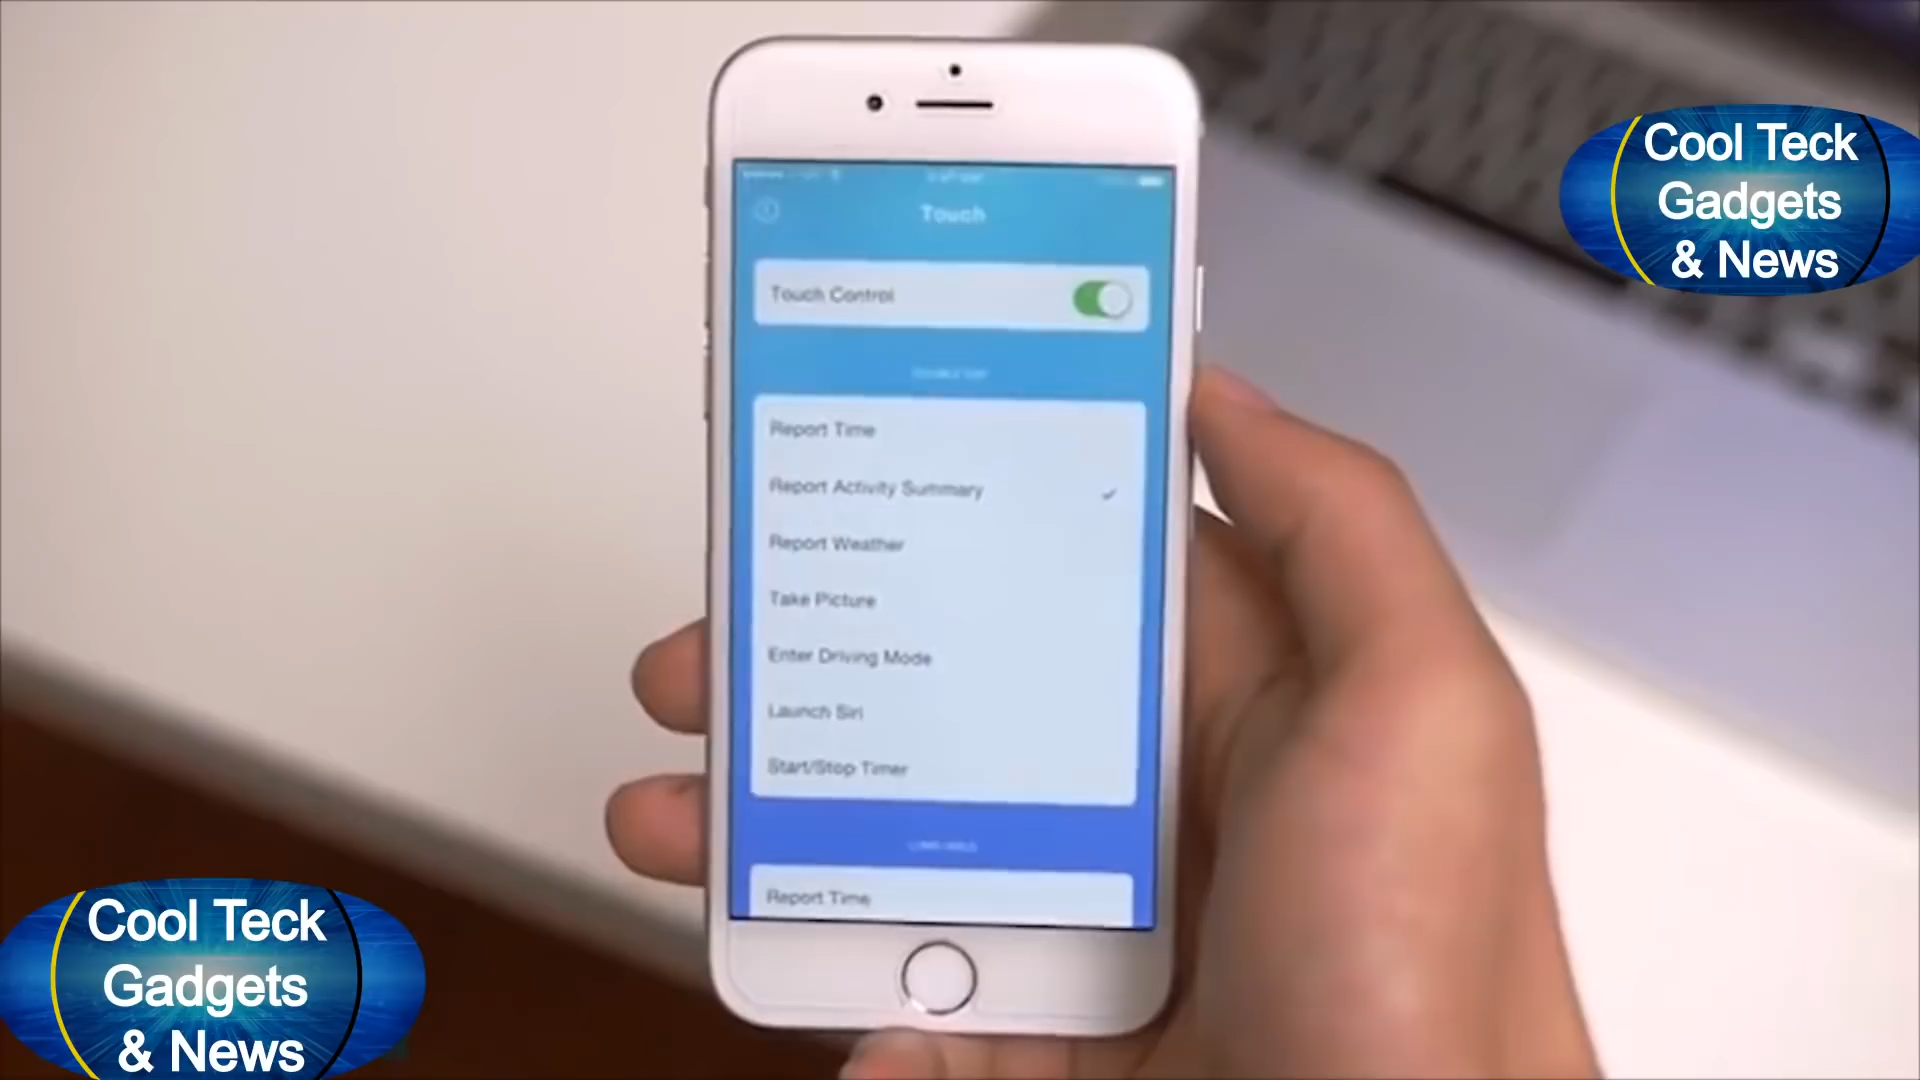 Cool Teck
Gadgets
& News
Touch
Touch Control
Report Time
Report Activity Summary
Report Weather
Take Picture
Enter Driving Mode
Launch Siri
Start/Stop Timer
Report Time
Cool Teck
Gadgets
& News